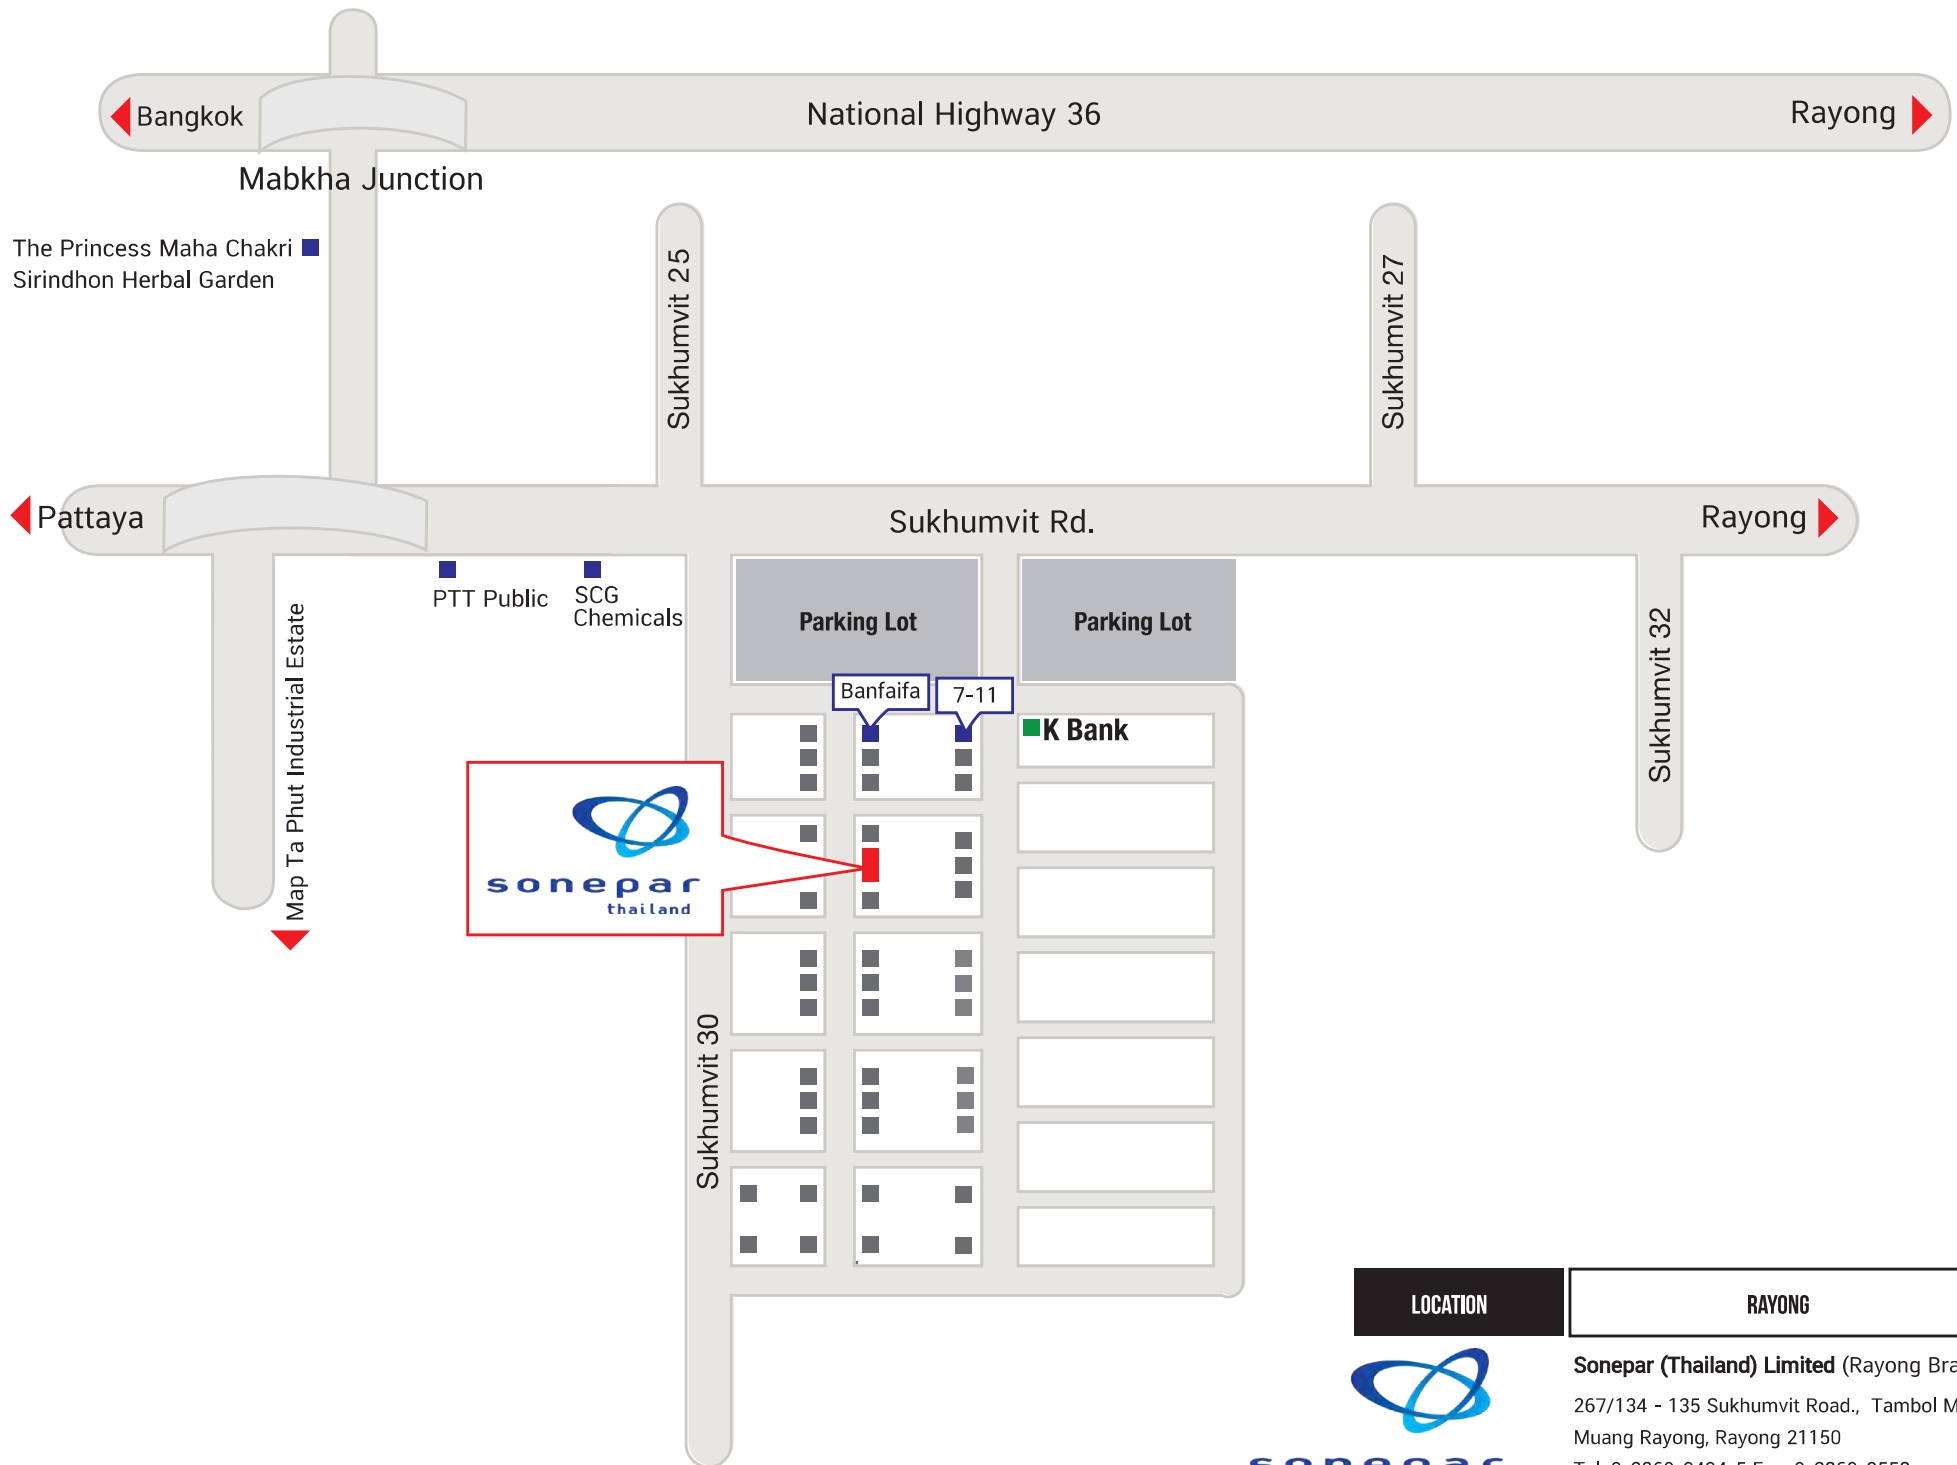 Bangkok
National Highway 36
Rayong
Mabkha Junction
The Princess Maha Chakri
Sirindhon Herbal Garden
Sukhumvit 25
Sukhumvit 27
Pattaya
Sukhumvit Rd.
Rayong
PTT Public
SCG
Chemicals
Parking Lot
Parking Lot
Map Ta Phut Industrial Estate
Sukhumvit 32
Banfaifa
7-11
K Bank
sonepar
thailand
Sukhumvit 30
LOCATION
RAYONG
Sonepar (Thailand) Limited (Rayong
267/134 - 135 Sukhumvit Road., Tambol
Muang Rayong, Rayong 21150
sonepar